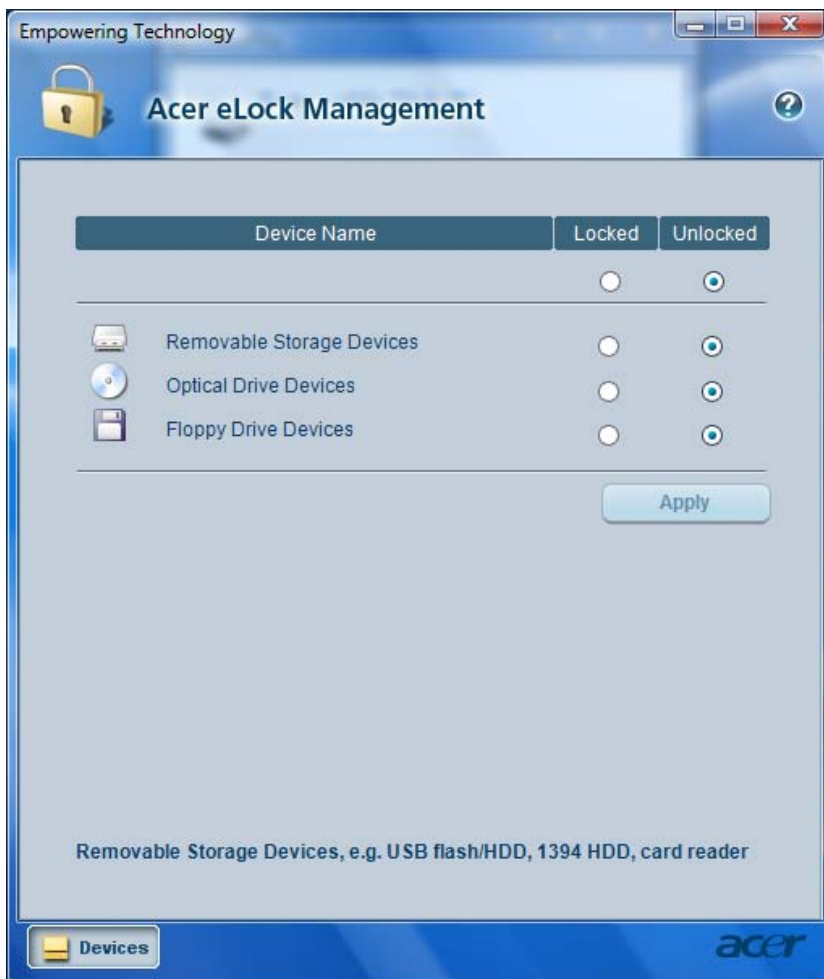 Empowering Technology
Acer eLock Management
?
Device Name Locked Unlocked
Removable Storage Devices
Optical Drive Devices
Floppy Drive Devices
Apply
Removable Storage Devices, e.g. USB flash/HDD, 1394 HDD, card reader
Devices
acer